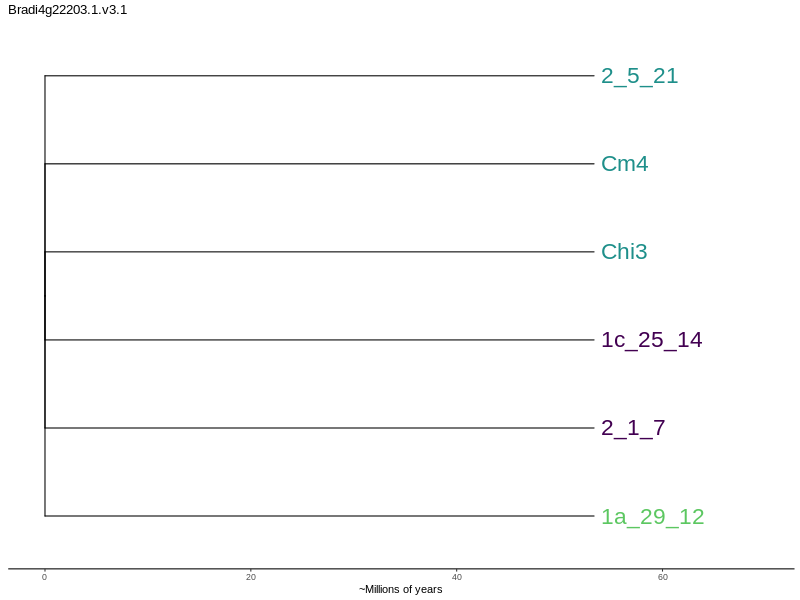 Bradi4g22203.1.v3.1
2_5_21
Cm4
Chi3
1c_25_14
2_1_7
1a_29_12
0 20 40 60
~Millions of years